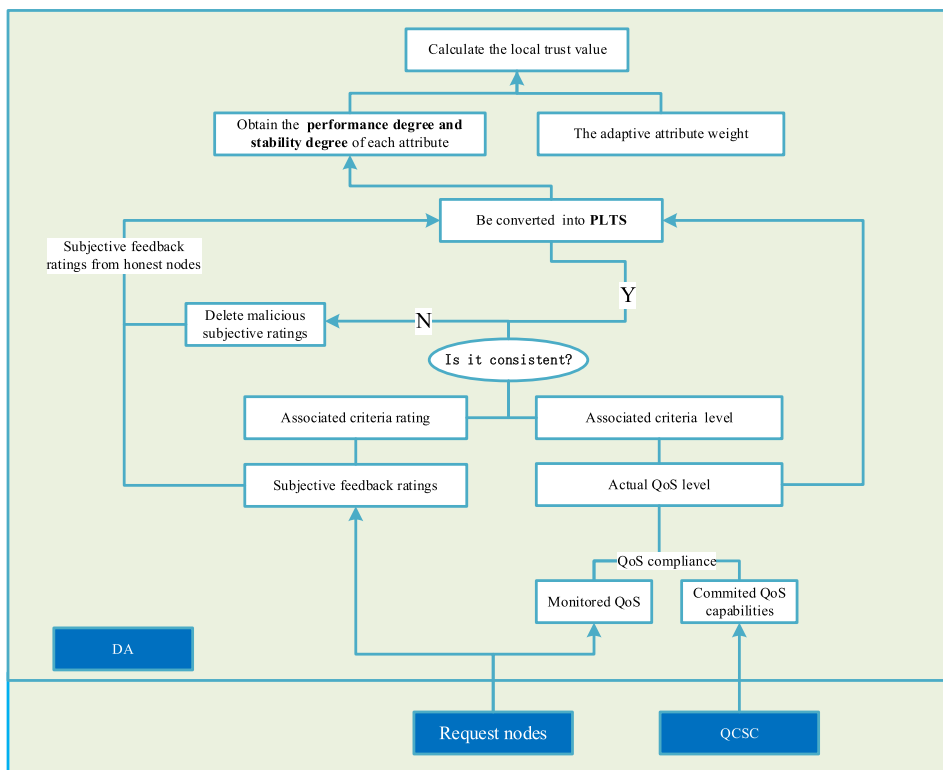 Calculate the local trust value
Obtain the performance degree and
stability degree of each attribute
The adaptive attribute weight
Be converted into PLTS
Subjective feedback
ratings from honest nodes
Y
Delete malicious
subjective ratings
N
Is it consistent?
Associated criteria rating
Associated criteria level
Subjective feedback ratings
Actual QoS level
QoS compliance
Monitored QoS
Commited QoS
capabilities
DA
Request nodes
QCSC